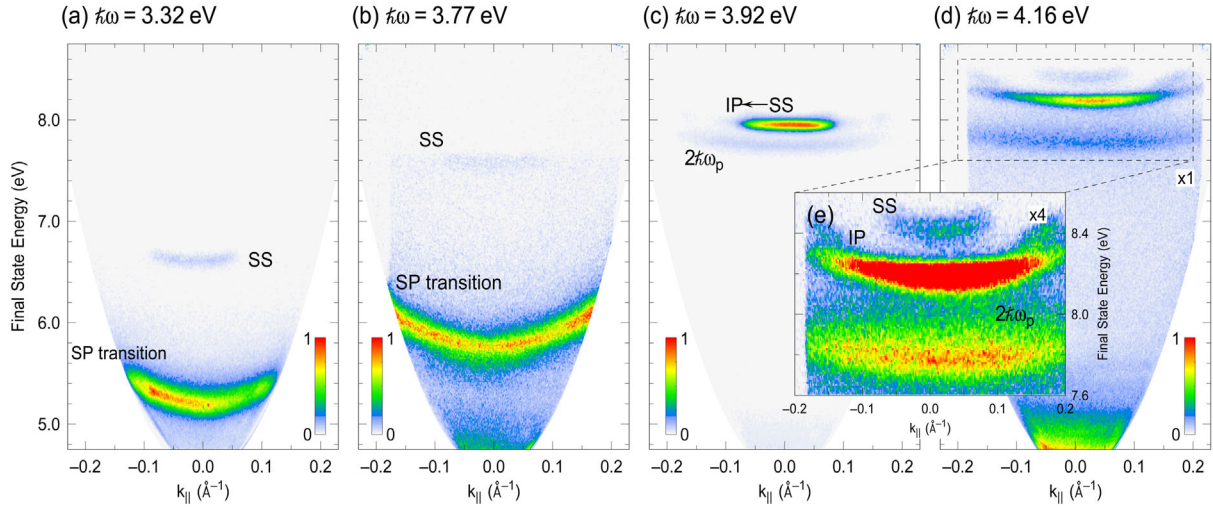 (a) ℏω = 3.32 eV
(b) ℏω = 3.77 eV
(c) ℏω = 3.92 eV
(d) ℏω = 4.16 eV
Final State Energy (eV)
8.0
7.0
6.0
5.0
SS
SP transition
1
0
−0.2 −0.1 0.0 0.1 0.2
k|| (Å⁻¹)
SS
SP transition
1
0
−0.2 −0.1 0.0 0.1 0.2
k|| (Å⁻¹)
IP ← SS
2ℏωp
1
0
−0.2 −0.1 0.0 0.1 0.2
k|| (Å⁻¹)
x1
1
0
−0.2 −0.1 0.0 0.1 0.2
k|| (Å⁻¹)
(e)
SS
x4
IP
2ℏωp
8.4
8.0
7.6
Final State Energy (eV)
−0.2 −0.1 0.0 0.1 0.2
k|| (Å⁻¹)